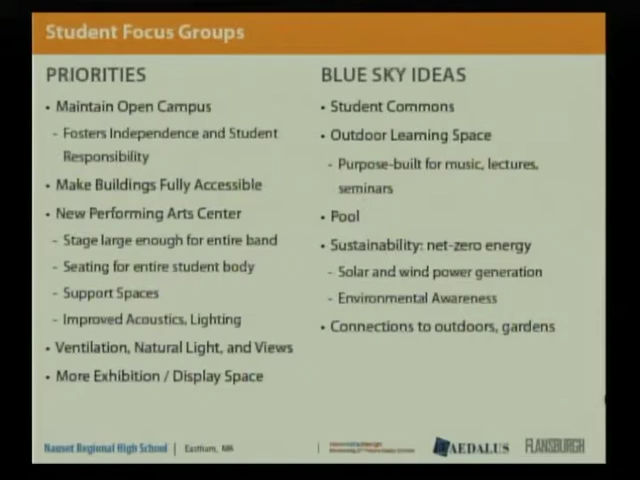 Student Focus Groups
PRIORITIES
• Maintain Open Campus
- Fosters Independence and Student
Responsibility
• Make Buildings Fully Accessible
• New Performing Arts Center
- Stage large enough for entire band
- Seating for entire student body
- Support Spaces
- Improved Acoustics, Lighting
• Ventilation, Natural Light, and Views
• More Exhibition / Display Space
BLUE SKY IDEAS
• Student Commons
• Outdoor Learning Space
- Purpose-built for music, lectures,
seminars
• Pool
• Sustainability: net-zero energy
- Solar and wind power generation
- Environmental Awareness
• Connections to outdoors, gardens
Nauset Regional High School | Eastham, MA
AEDALUS
FLANSBURGH